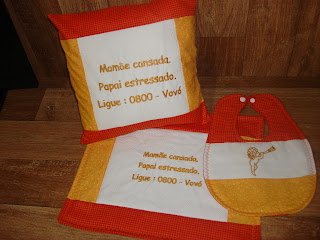 Mamãe cansada.
Papai estressado.
Ligue : 0800 - Vovó
Mamãe cansada.
Papai estressado.
Ligue : 0800 - Vovó